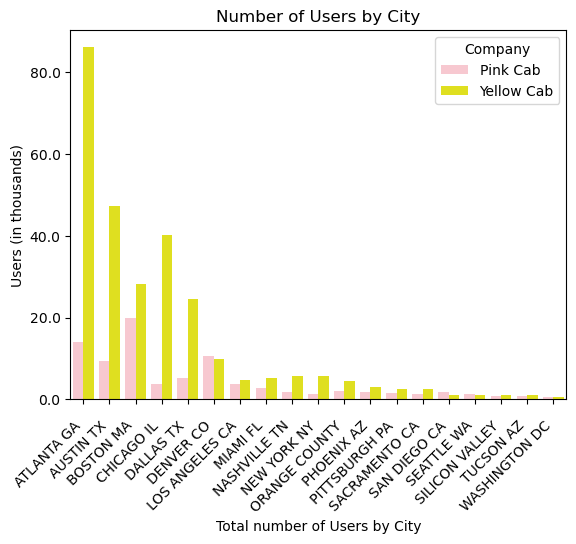 Number of Users by City
Company
Pink Cab
Yellow Cab
Users (in thousands)
80.0
60.0
40.0
20.0
0.0
ATLANTA GA
AUSTIN TX
BOSTON MA
CHICAGO IL
DALLAS TX
DENVER CO
LOS ANGELES CA
MIAMI FL
NASHVILLE TN
NEW YORK NY
ORANGE COUNTY
PHOENIX AZ
PITTSBURGH PA
SACRAMENTO CA
SAN DIEGO CA
SEATTLE WA
SILICON VALLEY
TUCSON AZ
WASHINGTON DC
Total number of Users by City